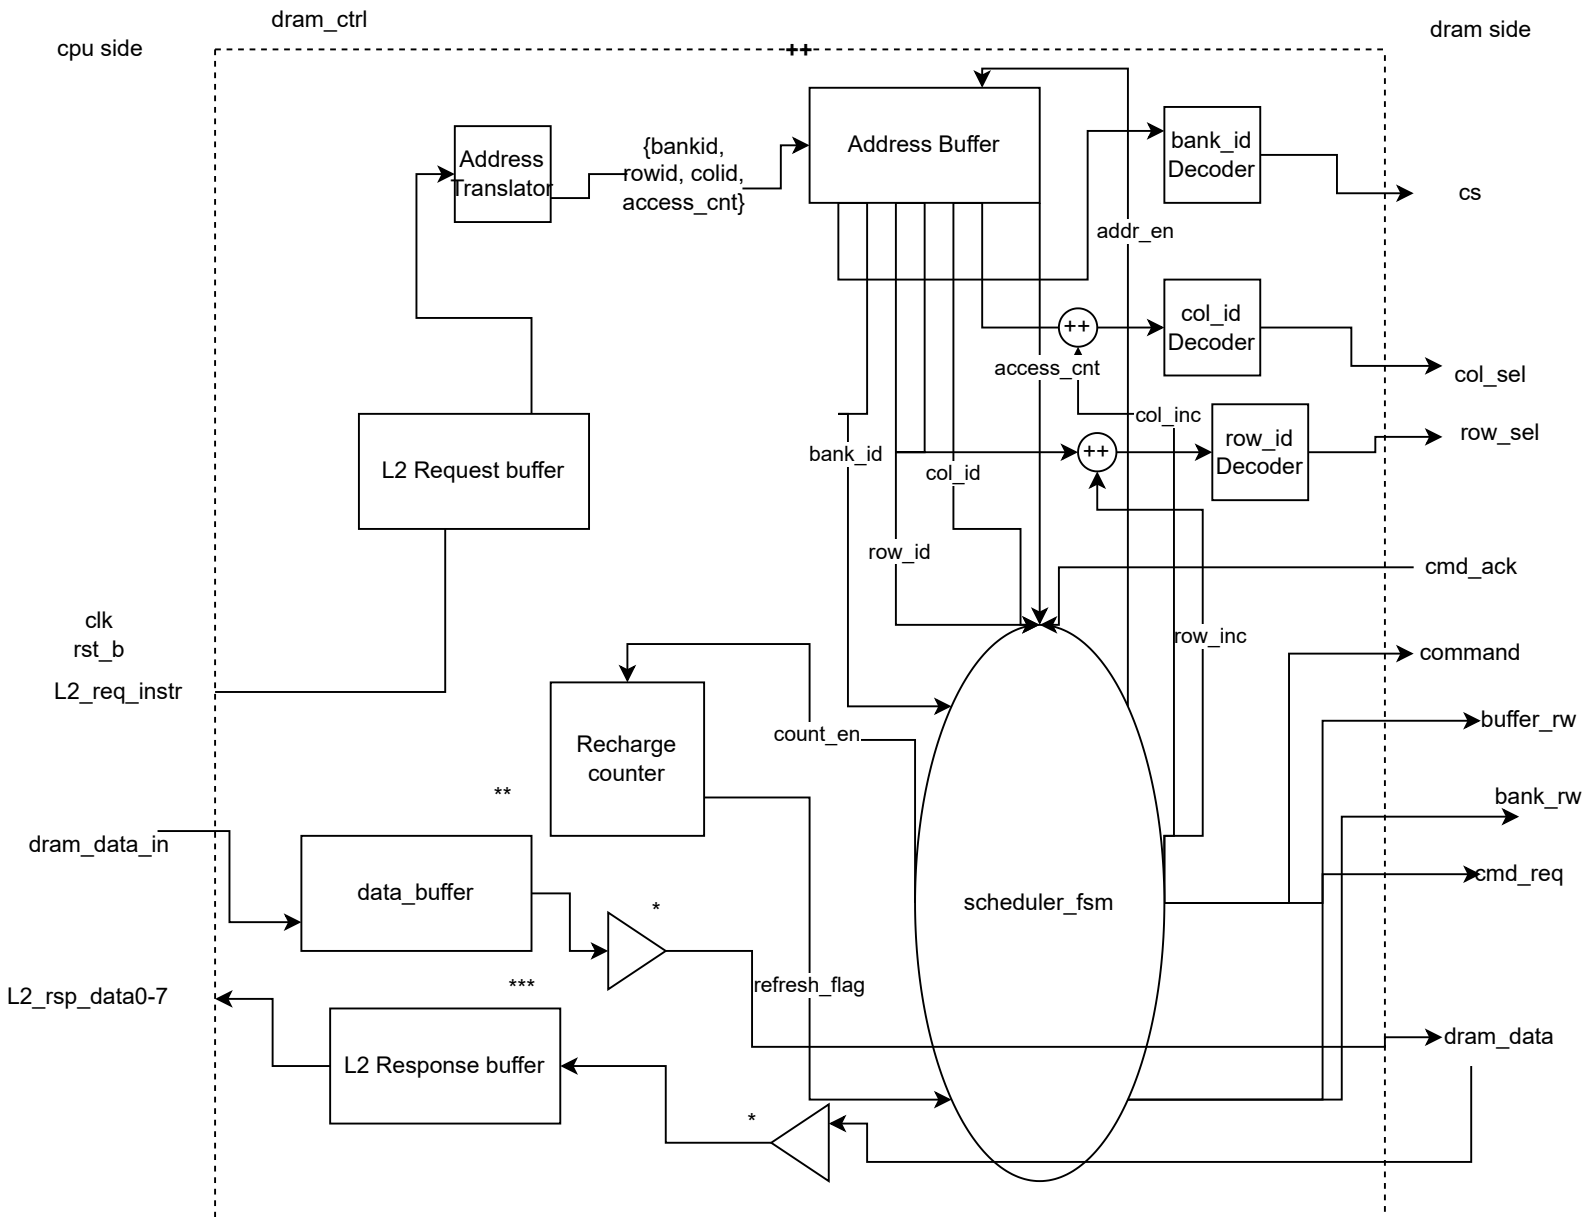 dram_ctrl
cpu side
dram side
++
Address
Translator
{bankid,
rowid, colid,
access_cnt}
Address Buffer
bank_id
Decoder
cs
addr_en
++
col_id
Decoder
access_cnt
col_sel
col_inc
row_sel
bank_id
++
row_id
Decoder
L2 Request buffer
col_id
row_id
cmd_ack
clk
rst_b
row_inc
command
L2_req_instr
buffer_rw
count_en
Recharge
counter
**
bank_rw
dram_data_in
cmd_req
data_buffer
*
scheduler_fsm
***
refresh_flag
L2_rsp_data0-7
dram_data
L2 Response buffer
*